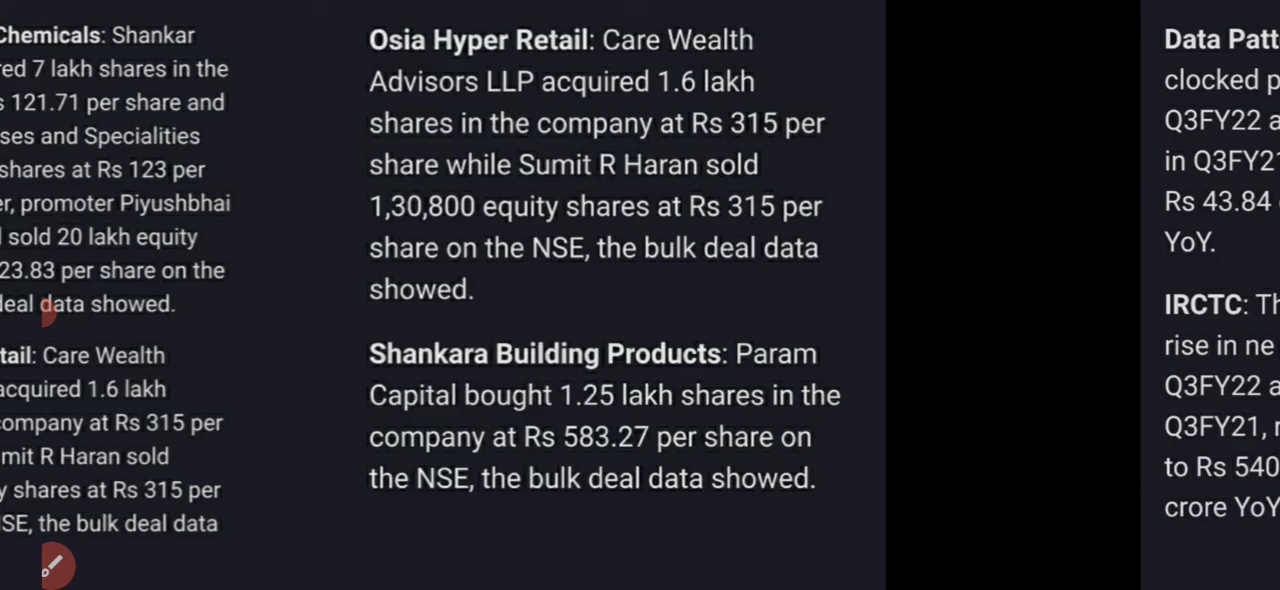 Chemicals: Shankar
red 7 lakh shares in the
s 121.71 per share and
ses and Specialities
shares at Rs 123 per
er, promoter Piyushbhai
sold 20 lakh equity
23.83 per share on the
deal data showed.
tail: Care Wealth
acquired 1.6 lakh
company at Rs 315 per
mit R Haran sold
y shares at Rs 315 per
NSE, the bulk deal data
Osia Hyper Retail: Care Wealth
Advisors LLP acquired 1.6 lakh
shares in the company at Rs 315 per
share while Sumit R Haran sold
1,30,800 equity shares at Rs 315 per
share on the NSE, the bulk deal data
showed.
Shankara Building Products: Param
Capital bought 1.25 lakh shares in the
company at Rs 583.27 per share on
the NSE, the bulk deal data showed.
Data Patt
clocked p
Q3FY22 a
in Q3FY21
Rs 43.84
YoY.
IRCTC: Th
rise in ne
Q3FY22 a
Q3FY21, r
to Rs 540
crore YoY